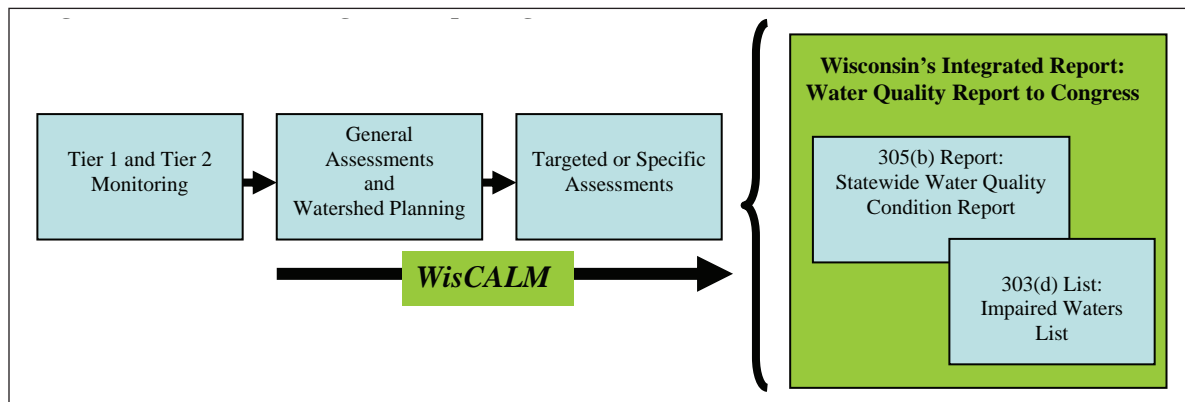 Tier 1 and Tier 2
Monitoring
General
Assessments
and
Watershed Planning
Targeted or Specific
Assessments
WisCALM
Wisconsin’s Integrated Report:
Water Quality Report to Congress
305(b) Report:
Statewide Water Quality
Condition Report
303(d) List:
Impaired Waters
List